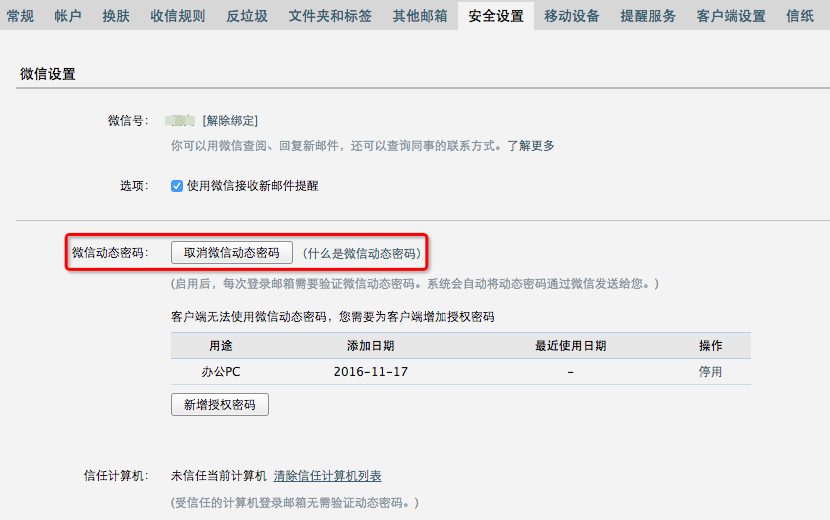 常规 帐户 换肤 收信规则 反垃圾 文件夹和标签 其他邮箱 安全设置 移动设备 提醒服务 客户端设置 信纸
微信设置
微信号： [解除绑定]
你可以用微信查阅、回复新邮件，还可以查询同事的联系方式。了解更多
选项： 使用微信接收新邮件提醒
微信动态密码： 取消微信动态密码 （什么是微信动态密码）
(启用后，每次登录邮箱需要验证微信动态密码。系统会自动将动态密码通过微信发送给您。)
客户端无法使用微信动态密码，您需要为客户端增加授权密码
用途 添加日期 最近使用日期 操作
办公PC 2016-11-17 - 停用
新增授权密码
信任计算机： 未信任当前计算机 清除信任计算机列表
(受信任的计算机登录邮箱无需验证动态密码。)